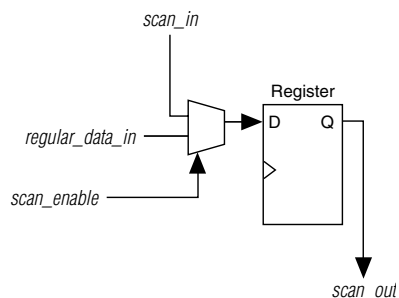 scan_in
Register
D Q
regular_data_in
scan_enable
scan_out